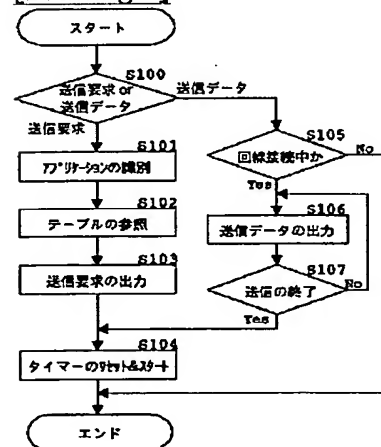 スタート
S100
送信要求 or
送信データ
送信データ
送信要求
S101
アプリケーションの識別
S102
テーブルの参照
S103
送信要求の出力
S105
回線接続中か
No
Yes
S106
送信データの出力
S107
送信の終了
No
Yes
S104
タイマーのリセット&スタート
エンド